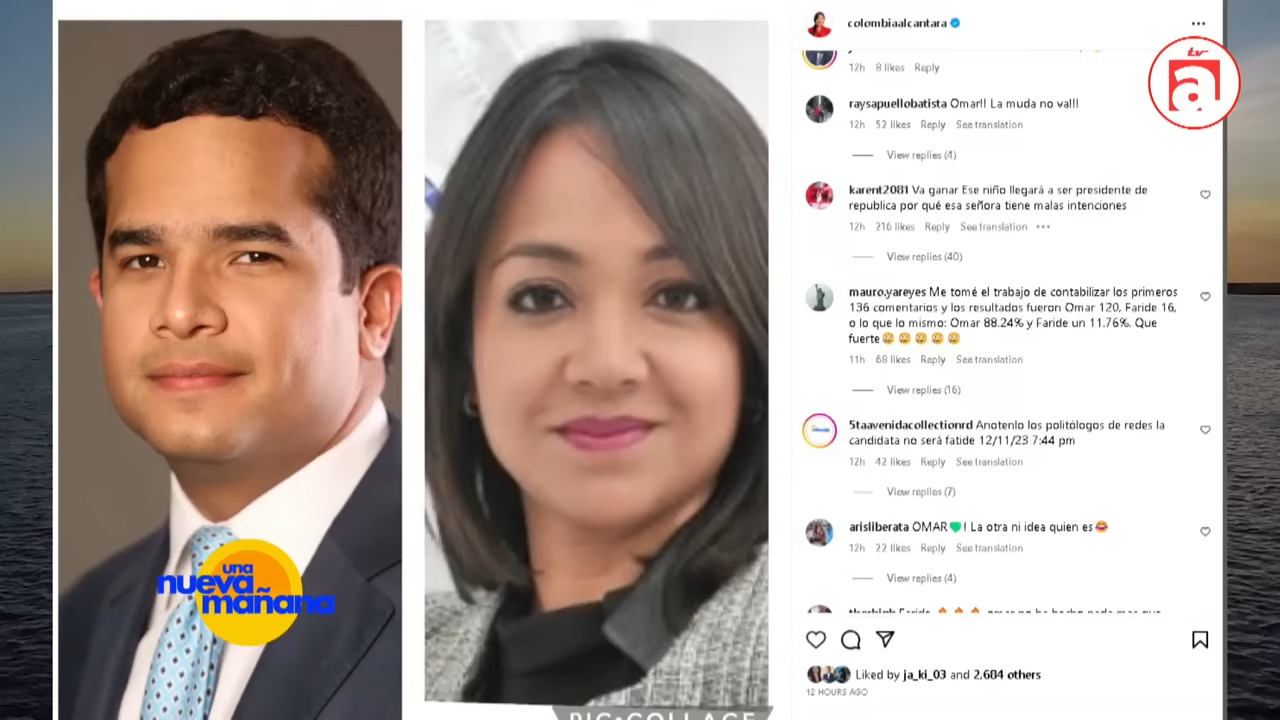 colombiaalcantara
tv
a
12h 8 likes Reply
raysapuellobatista Omar!! La muda no va!!!
12h 52 likes Reply See translation
View replies (4)
karent2081 Va ganar Ese niño llegará a ser presidente de
republica por qué esa señora tiene malas intenciones
12h 216 likes Reply See translation
View replies (40)
mauro.yareyes Me tomé el trabajo de contabilizar los primeros
136 comentarios y los resultados fueron Omar 120, Faride 16,
o lo que lo mismo: Omar 88.24% y Faride un 11.76%. Que
fuerte😩😩😩😩😩
11h 68 likes Reply See translation
View replies (16)
5taavenidacollectionrd Anotenlo los politólogos de redes la
candidata no será fatide 12/11/23 7:44 pm
12h 42 likes Reply See translation
View replies (7)
arisliberata OMAR💚! La otra ni idea quien es😂
12h 22 likes Reply See translation
View replies (4)
Liked by ja_ki_03 and 2,684 others
12 HOURS AGO
una
nueva
mañana
PIC•COLLAGE